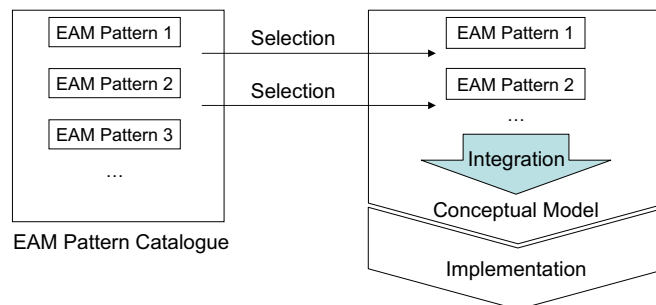 EAM Pattern 1
EAM Pattern 2
EAM Pattern 3
...
EAM Pattern Catalogue
Selection
Selection
EAM Pattern 1
EAM Pattern 2
...
Integration
Conceptual Model
Implementation